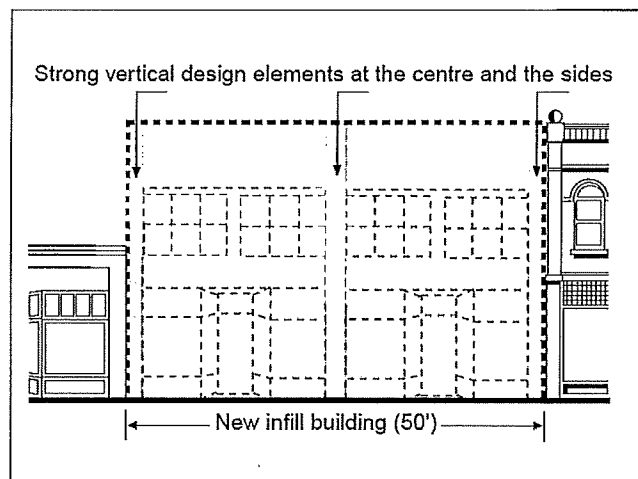 Strong vertical design elements at the centre and the sides
New infill building (50')